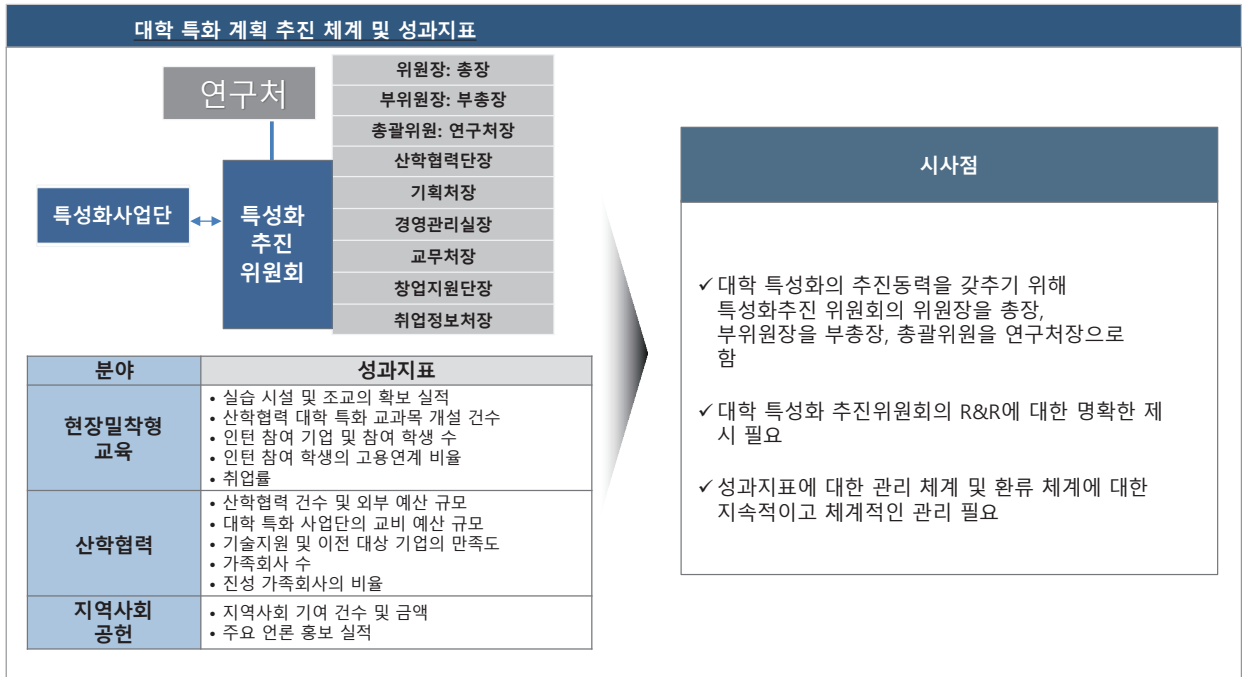 대학 특화 계획 추진 체계 및 성과지표
연구처
특성화사업단
특성화
추진
위원회
위원장: 총장
부위원장: 부총장
총괄위원: 연구처장
산학협력단장
기획처장
경영관리실장
교무처장
창업지원단장
취업정보처장
분야
성과지표
현장밀착형
교육
• 실습 시설 및 조교의 확보 실적
• 산학협력 대학 특화 교과목 개설 건수
• 인턴 참여 기업 및 참여 학생 수
• 인턴 참여 학생의 고용연계 비율
• 취업률
산학협력
• 산학협력 건수 및 외부 예산 규모
• 대학 특화 사업단의 교비 예산 규모
• 기술지원 및 이전 대상 기업의 만족도
• 가족회사 수
• 진성 가족회사의 비율
지역사회
공헌
• 지역사회 기여 건수 및 금액
• 주요 언론 홍보 실적
시사점
✓ 대학 특성화의 추진동력을 갖추기 위해
특성화추진 위원회의 위원장을 총장,
부위원장을 부총장, 총괄위원을 연구처장으로
함
✓ 대학 특성화 추진위원회의 R&R에 대한 명확한 제
시 필요
✓ 성과지표에 대한 관리 체계 및 환류 체계에 대한
지속적이고 체계적인 관리 필요